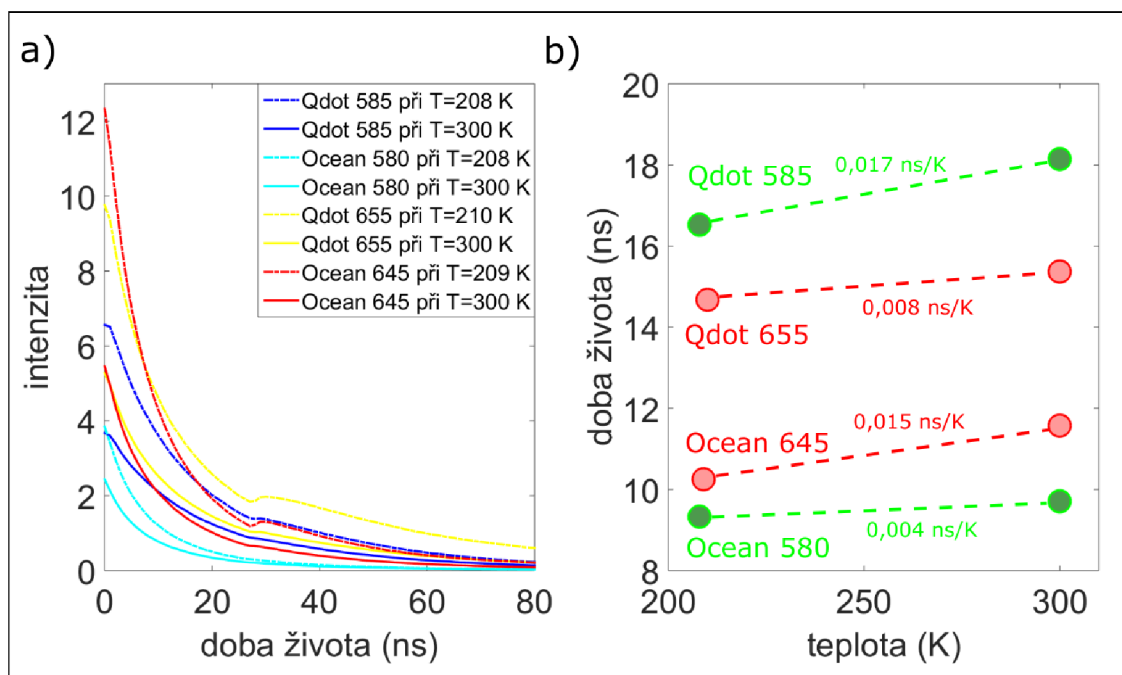 a)
12
10
8
6
4
2
0
intenzita
0 20 40 60 80
doba života (ns)
Qdot 585 při T=208 K
Qdot 585 při T=300 K
Ocean 580 při T=208 K
Ocean 580 při T=300 K
Qdot 655 při T=210 K
Qdot 655 při T=300 K
Ocean 645 při T=209 K
Ocean 645 při T=300 K
b)
20
18
16
14
12
10
8
doba života (ns)
200 250 300
teplota (K)
Qdot 585
0,017 ns/K
Qdot 655
0,008 ns/K
Ocean 645
0,015 ns/K
Ocean 580
0,004 ns/K